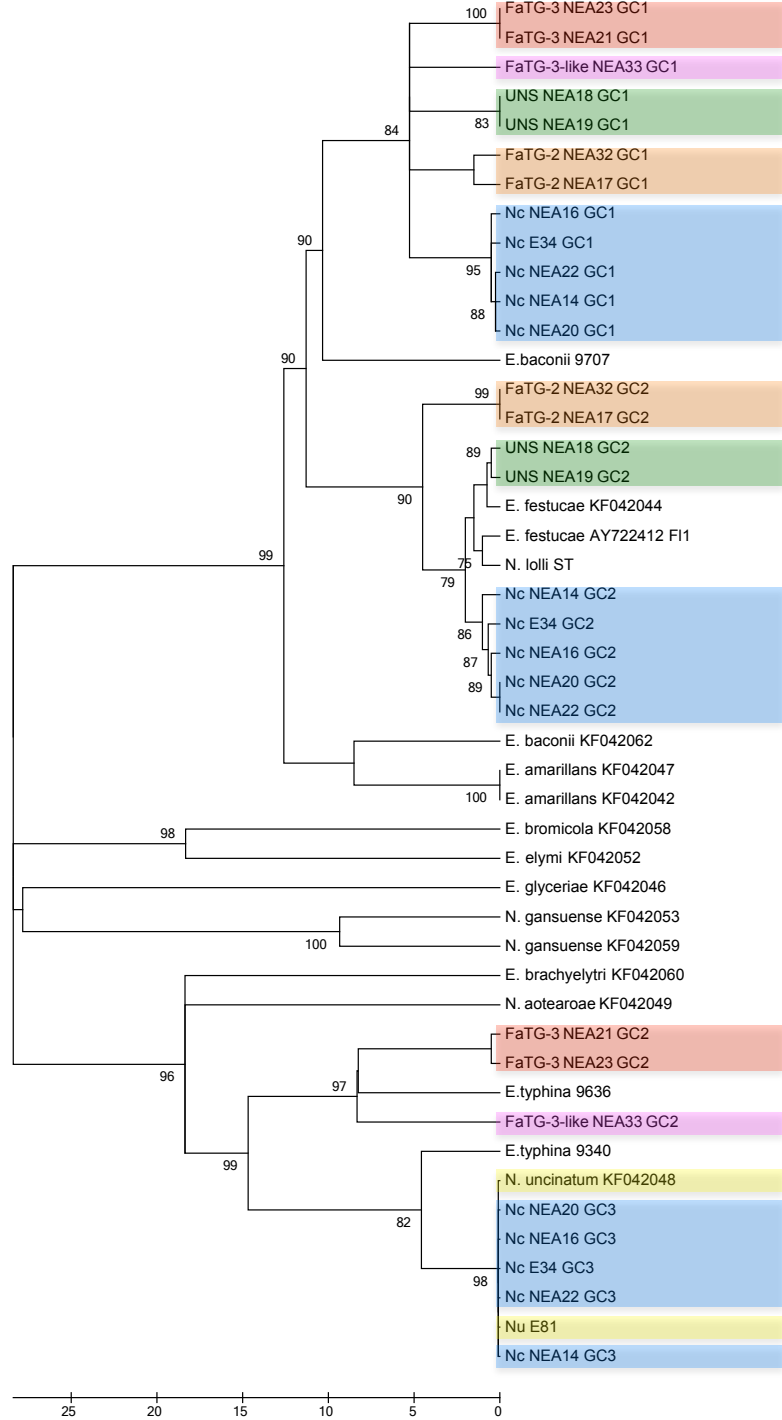 FaTG-3 NEA23 GC1
100
FaTG-3 NEA21 GC1
FaTG-3-like NEA33 GC1
UNS NEA18 GC1
83
UNS NEA19 GC1
84
FaTG-2 NEA32 GC1
FaTG-2 NEA17 GC1
Nc NEA16 GC1
Nc E34 GC1
90
95
Nc NEA22 GC1
Nc NEA14 GC1
88
Nc NEA20 GC1
90
E.baconii 9707
99
FaTG-2 NEA32 GC2
FaTG-2 NEA17 GC2
UNS NEA18 GC2
89
UNS NEA19 GC2
90
E. festucae KF042044
E. festucae AY722412 Fl1
99
75
N. lolli ST
79
Nc NEA14 GC2
Nc E34 GC2
86
Nc NEA16 GC2
87
Nc NEA20 GC2
89
Nc NEA22 GC2
E. baconii KF042062
E. amarillans KF042047
100
E. amarillans KF042042
98
E. bromicola KF042058
E. elymi KF042052
E. glyceriae KF042046
N. gansuense KF042053
100
N. gansuense KF042059
E. brachyelytri KF042060
N. aotearoae KF042049
FaTG-3 NEA21 GC2
96
FaTG-3 NEA23 GC2
97
E.typhina 9636
FaTG-3-like NEA33 GC2
99
E.typhina 9340
N. uncinatum KF042048
82
Nc NEA20 GC3
Nc NEA16 GC3
98
Nc E34 GC3
Nc NEA22 GC3
Nu E81
Nc NEA14 GC3
25 20 15 10 5 0